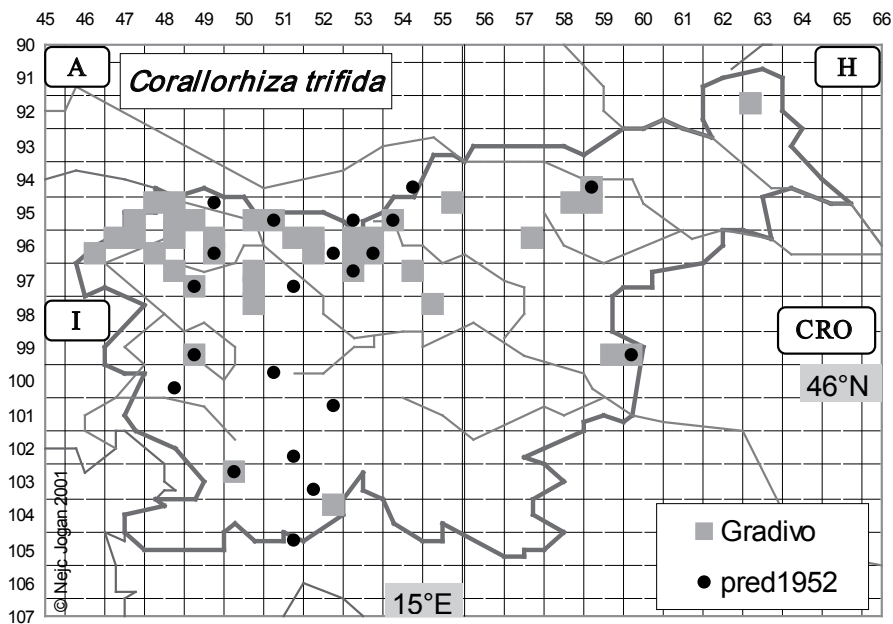 45 46 47 48 49 50 51 52 53 54 55 56 57 58 59 60 61 62 63 64 65 66
90
91
92
93
94
95
96
97
98
99
100
101
102
103
104
105
106
107
A
Corallorhiza trifida
H
I
CRO
46°N
15°E
Gradivo
pred1952
© Nejc Jogan 2001